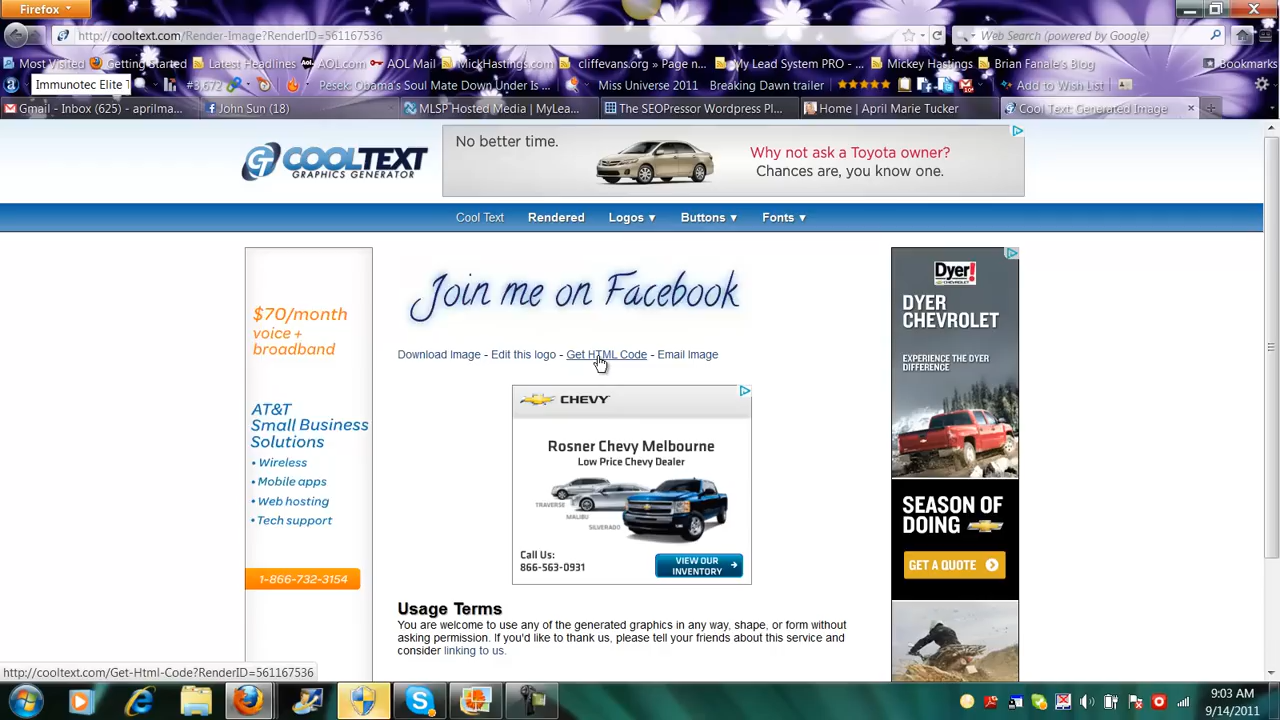 Firefox
http://cooltext.com/Render-Image?RenderID=561167536
Web Search (powered by Google)
Most Visited Getting Started Latest Headlines AOL.com AOL Mail MickHastings.com cliffevans.org » Page n... My Lead System PRO - ... Mickey Hastings Brian Fanale's Blog Bookmarks
Immunotec Elite T #3,672 Pesek: Obama's Soul Mate Down Under Is ... Miss Universe 2011 Breaking Dawn trailer Add to Wish List
Gmail - Inbox (625) - aprilma... John Sun (18) MLSP Hosted Media | MyLea... The SEOPressor Wordpress Pl... Home | April Marie Tucker Cool Text: Generated Image
No better time.
Why not ask a Toyota owner?
Chances are, you know one.
COOLTEXT
GRAPHICS GENERATOR
Cool Text Rendered Logos ▼ Buttons ▼ Fonts ▼
$70/month
voice +
broadband
AT&T
Small Business
Solutions
• Wireless
• Mobile apps
• Web hosting
• Tech support
1-866-732-3154
Join me on Facebook
Download Image - Edit this logo - Get HTML Code - Email Image
CHEVY
Rosner Chevy Melbourne
Low Price Chevy Dealer
TRAVERSE
MALIBU
SILVERADO
Call Us:
866-563-0931
VIEW OUR
INVENTORY
Usage Terms
You are welcome to use any of the generated graphics in any way, shape, or form without
asking permission. If you'd like to thank us, please tell your friends about this service and
consider linking to us.
Dyer!
DYER
CHEVROLET
EXPERIENCE THE DYER
DIFFERENCE
SEASON OF
DOING
GET A QUOTE
http://cooltext.com/Get-Html-Code?RenderID=561167536
9:03 AM
9/14/2011